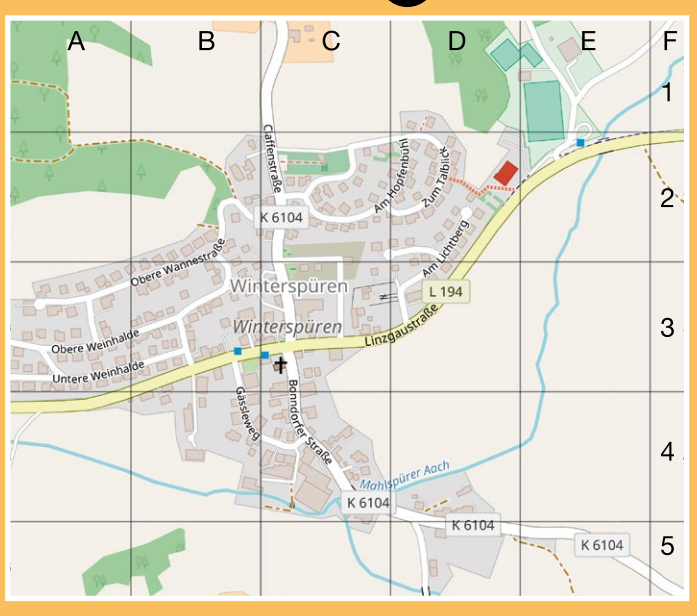 A B C D E F
1
Claffenstraße
Am Hopfenbühl
Zum Talblick
2
K 6104
Am Lichtberg
Obere Wannestraße
Winterspüren
L 194
Winterspüren
3
Linzgaustraße
Obere Weinhalde
Untere Weinhalde
Gässleweg
Bonndorfer Straße
4
Mahlspürer Aach
K 6104
K 6104
K 6104
5